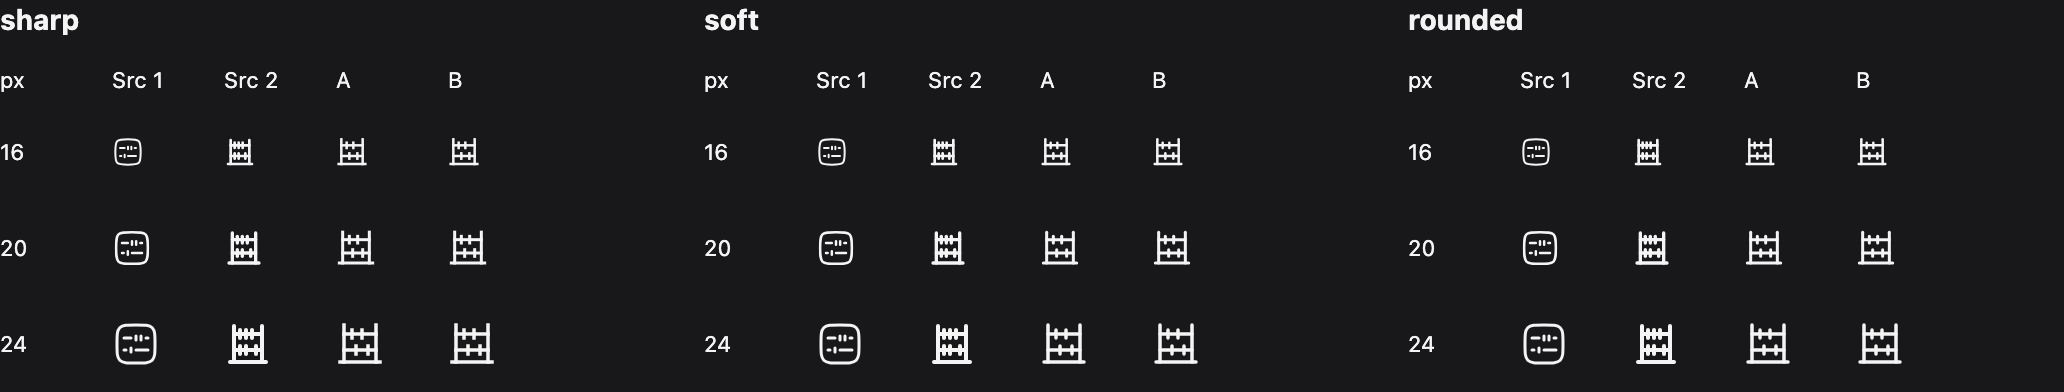 sharp soft rounded
px Src 1 Src 2 A B px Src 1 Src 2 A B px Src 1 Src 2 A B
16 16 16
20 20 20
24 24 24